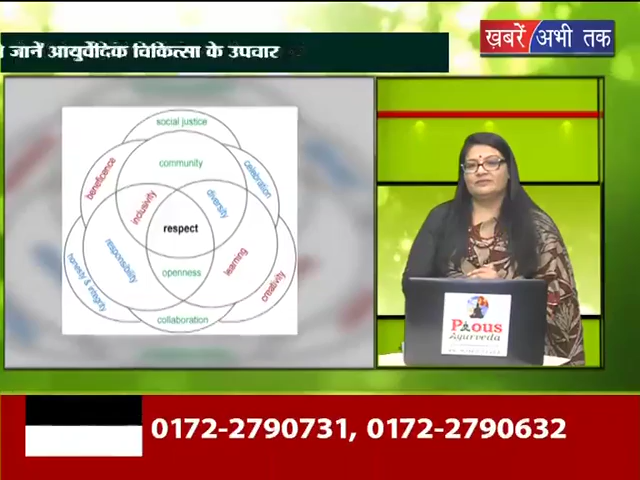 ख़बरें अभी तक
जानें आयुर्वेदिक चिकित्सा के उपचार
social justice
community
beneficence
celebration
inclusivity
diversity
respect
responsibility
learning
openness
honesty & integrity
creativity
collaboration
Pious
Ayurveda
0172-2790731, 0172-2790632